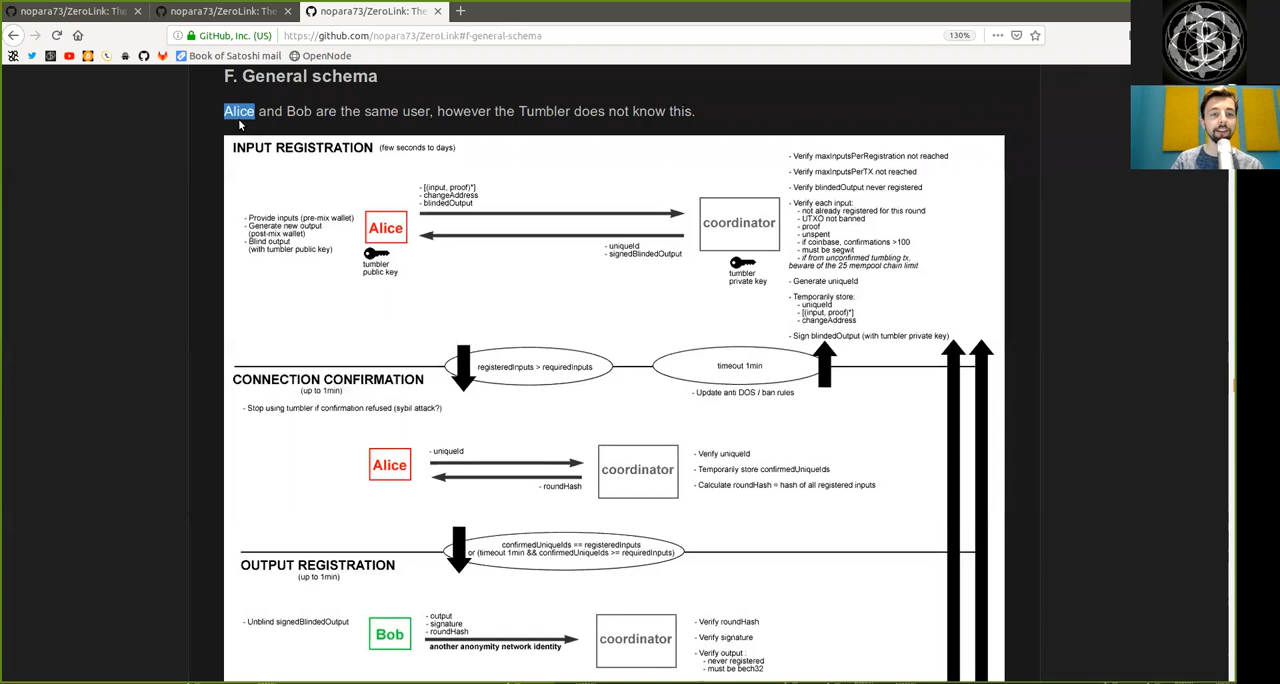 nopara73/ZeroLink: The
nopara73/ZeroLink: The
nopara73/ZeroLink: The
GitHub, Inc. (US)
https://github.com/nopara73/ZeroLink#f-general-schema
130%
Book of Satoshi mail
OpenNode
F. General schema
Alice and Bob are the same user, however the Tumbler does not know this.
INPUT REGISTRATION (few seconds to days)
- Provide inputs (pre-mix wallet)
- Generate new output
(post-mix wallet)
- Blind output
(with tumbler public key)
Alice
tumbler
public key
- [(input, proof)*]
- changeAddress
- blindedOutput
- uniqueId
- signedBlindedOutput
coordinator
tumbler
private key
- Verify maxInputsPerRegistration not reached
- Verify maxInputsPerTX not reached
- Verify blindedOutput never registered
- Verify each input:
- not already registered for this round
- UTXO not banned
- proof
- unspent
- if coinbase, confirmations >100
- must be segwit
- if from unconfirmed tumbling tx,
beware of the 25 mempool chain limit
- Generate uniqueId
- Temporarily store:
- uniqueId
- [(input, proof)*]
- changeAddress
- Sign blindedOutput (with tumbler private key)
registeredInputs > requiredInputs
timeout 1min
CONNECTION CONFIRMATION
(up to 1min)
- Update anti DOS / ban rules
- Stop using tumbler if confirmation refused (sybil attack?)
Alice
- uniqueId
- roundHash
coordinator
- Verify uniqueId
- Temporarily store confirmedUniqueIds
- Calculate roundHash = hash of all registered inputs
confirmedUniqueIds == registeredInputs
or (timeout 1min && confirmedUniqueIds >= requiredInputs)
OUTPUT REGISTRATION
(up to 1min)
- Unblind signedBlindedOutput
Bob
- output
- signature
- roundHash
another anonymity network identity
coordinator
- Verify roundHash
- Verify signature
- Verify output :
- never registered
- must be bech32